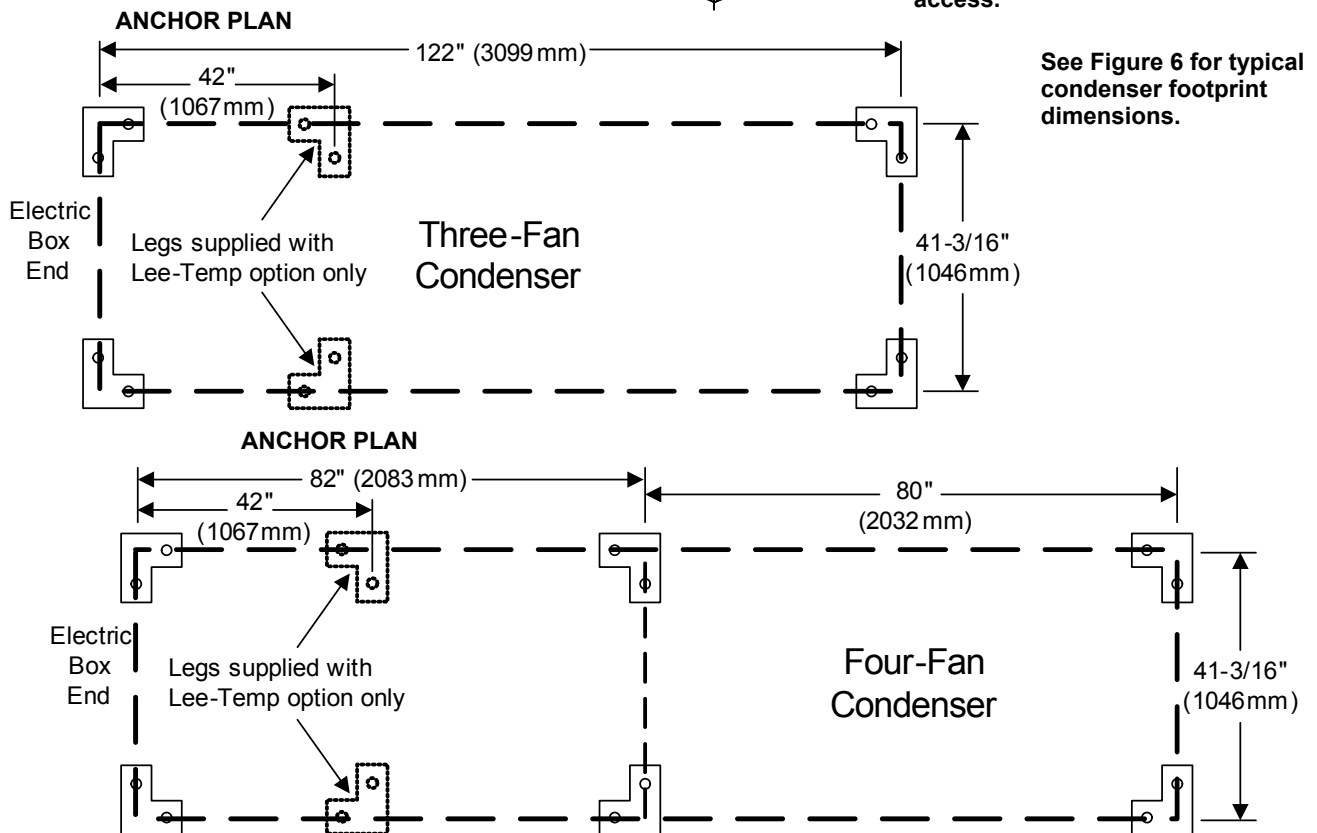 access.
ANCHOR PLAN
122" (3099 mm)
42"
(1067mm)
See Figure 6 for typical
condenser footprint
dimensions.
Electric
Box
End
Legs supplied with
Lee-Temp option only
Three-Fan
Condenser
41-3/16"
(1046mm)
ANCHOR PLAN
82" (2083 mm)
42"
(1067mm)
80"
(2032 mm)
Electric
Box
End
Legs supplied with
Lee-Temp option only
Four-Fan
Condenser
41-3/16"
(1046mm)